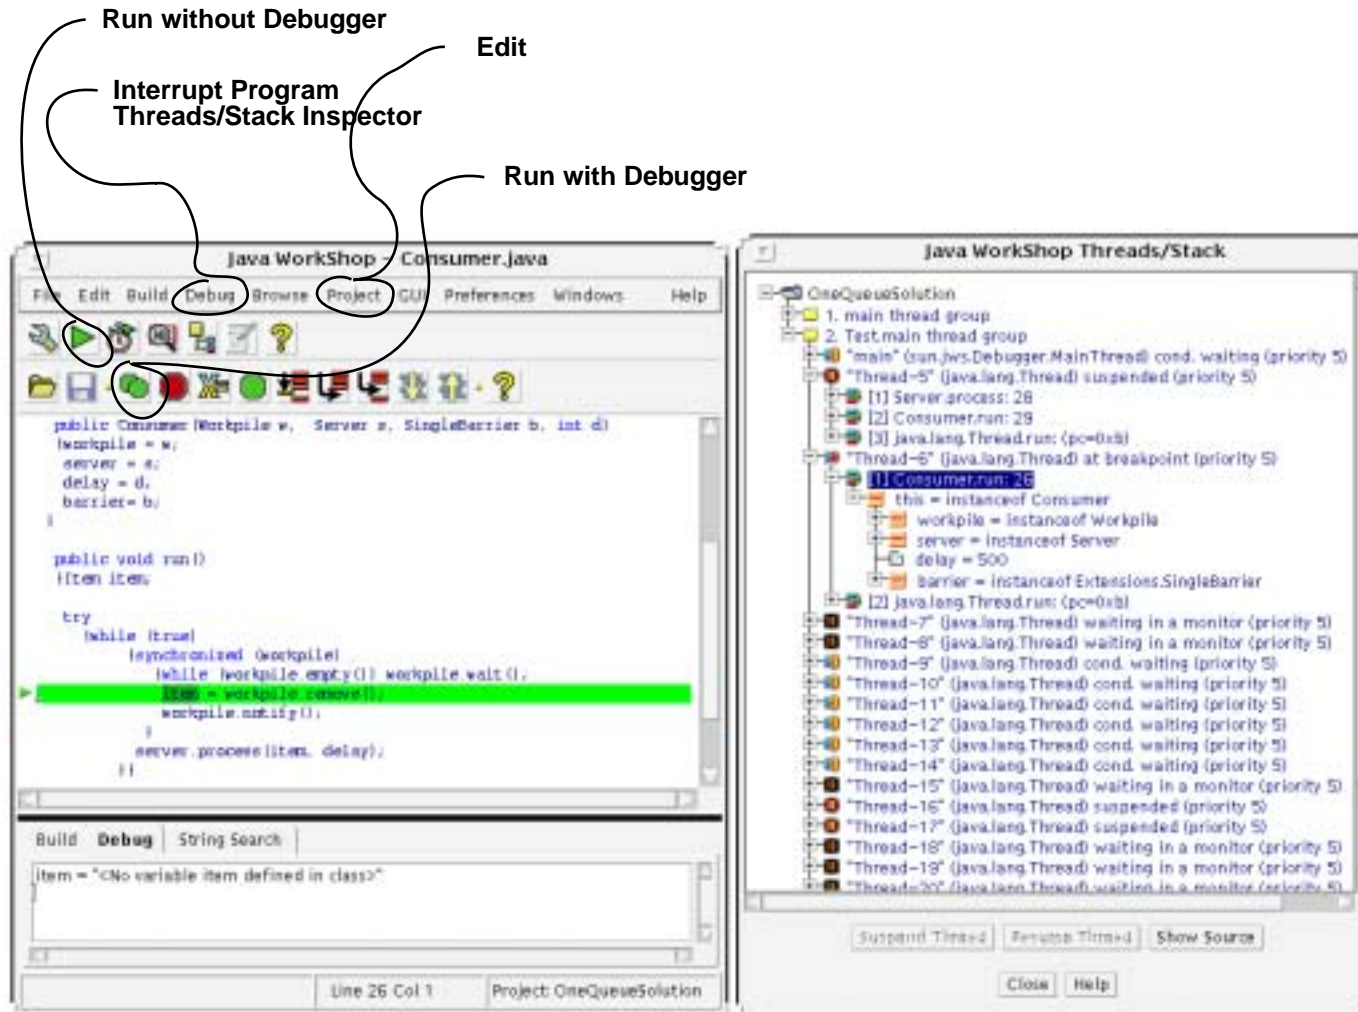 Run without Debugger
Edit
Interrupt Program
Threads/Stack Inspector
Run with Debugger
Java WorkShop - Consumer.java
File Edit Build Debug Browse Project GUI Preferences Windows Help
public Consumer(Workpile w, Server s, SingleBarrier b, int d)
{workpile = w;
server = s;
delay = d;
barrier= b;
}
public void run()
{Item item;
try
{while (true)
{synchronized (workpile)
{while (workpile.empty()) workpile.wait();
item = workpile.remove();
workpile.notify();
}
server.process(item, delay);
}}
Build Debug String Search
item = "<No variable item defined in class>"
Line 26 Col 1 Project: OneQueueSolution
Java WorkShop Threads/Stack
OneQueueSolution
1. main thread group
2. Test.main thread group
"main" (sun.jws.Debugger.MainThread) cond. waiting (priority 5)
"Thread-5" (java.lang.Thread) suspended (priority 5)
[1] Server.process: 28
[2] Consumer.run: 29
[3] java.lang.Thread.run: (pc=0xb)
"Thread-6" (java.lang.Thread) at breakpoint (priority 5)
[1] Consumer.run: 26
this = instanceof Consumer
workpile = instanceof Workpile
server = instanceof Server
delay = 500
barrier = instanceof Extensions.SingleBarrier
[2] java.lang.Thread.run: (pc=0xb)
"Thread-7" (java.lang.Thread) waiting in a monitor (priority 5)
"Thread-8" (java.lang.Thread) waiting in a monitor (priority 5)
"Thread-9" (java.lang.Thread) cond. waiting (priority 5)
"Thread-10" (java.lang.Thread) cond. waiting (priority 5)
"Thread-11" (java.lang.Thread) cond. waiting (priority 5)
"Thread-12" (java.lang.Thread) cond. waiting (priority 5)
"Thread-13" (java.lang.Thread) cond. waiting (priority 5)
"Thread-14" (java.lang.Thread) cond. waiting (priority 5)
"Thread-15" (java.lang.Thread) waiting in a monitor (priority 5)
"Thread-16" (java.lang.Thread) suspended (priority 5)
"Thread-17" (java.lang.Thread) suspended (priority 5)
"Thread-18" (java.lang.Thread) waiting in a monitor (priority 5)
"Thread-19" (java.lang.Thread) waiting in a monitor (priority 5)
"Thread-20" (java.lang.Thread) waiting in a monitor (priority 5)
Suspend Thread Resume Thread Show Source
Close Help